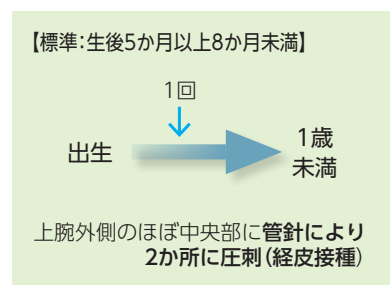 【標準:生後5か月以上8か月未満】
1回
出生
1歳
未満
上腕外側のほぼ中央部に管針により
2か所に圧刺(経皮接種)